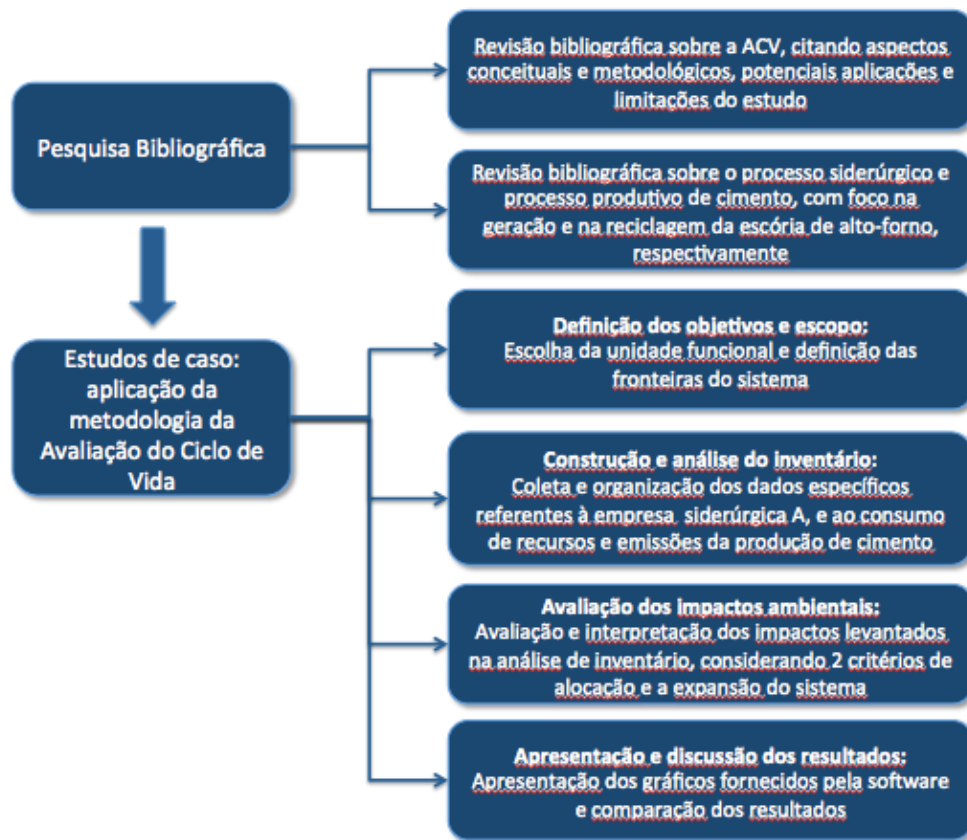 Pesquisa Bibliográfica
Revisão bibliográfica sobre a ACV, citando aspectos
conceituais e metodológicos, potenciais aplicações e
limitações do estudo
Revisão bibliográfica sobre o processo siderúrgico e
processo produtivo de cimento, com foco na
geração e na reciclagem da escória de alto-forno,
respectivamente
Estudos de caso:
aplicação da
metodologia da
Avaliação do Ciclo de
Vida
Definição dos objetivos e escopo:
Escolha da unidade funcional e definição das
fronteiras do sistema
Construção e análise do inventário:
Coleta e organização dos dados específicos
referentes à empresa siderúrgica A, e ao consumo
de recursos e emissões da produção de cimento
Avaliação dos impactos ambientais:
Avaliação e interpretação dos impactos levantados
na análise de inventário, considerando 2 critérios de
alocação e a expansão do sistema
Apresentação e discussão dos resultados:
Apresentação dos gráficos fornecidos pela software
e comparação dos resultados